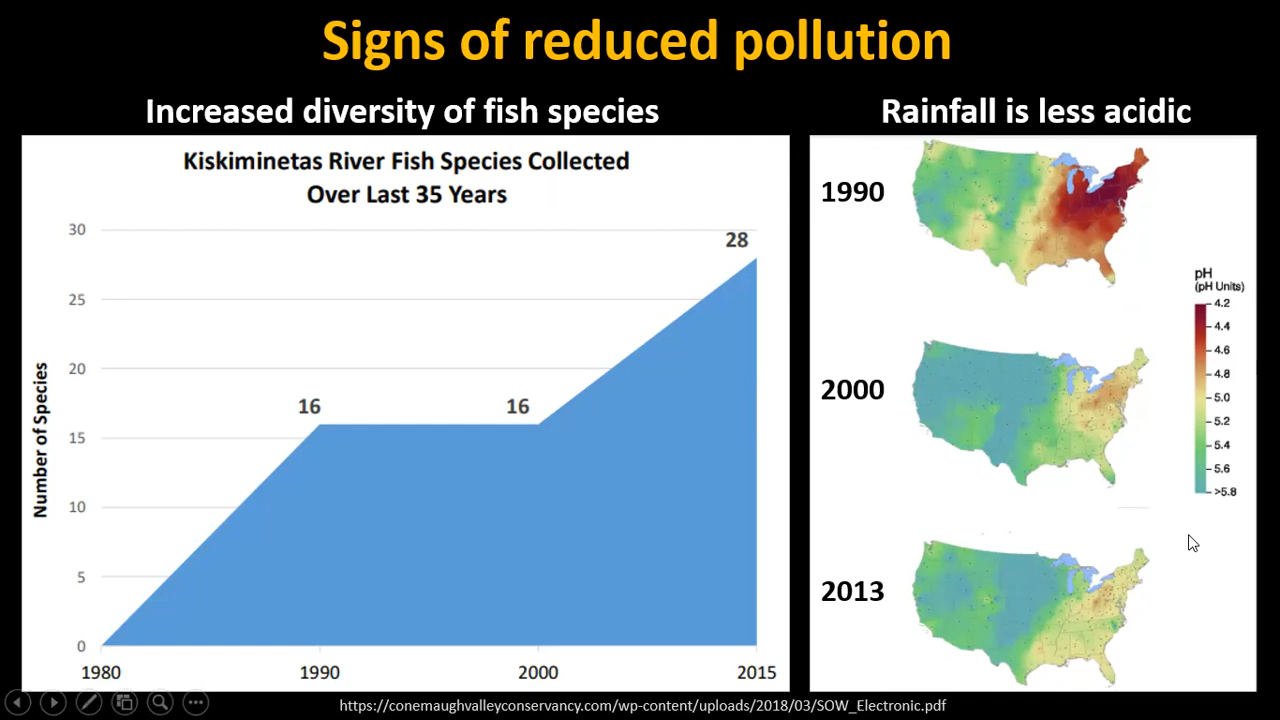 Signs of reduced pollution
Increased diversity of fish species
Kiskiminetas River Fish Species Collected
Over Last 35 Years
Number of Species
30
25
20
15
10
5
0
16
16
28
1980
1990
2000
2015
Rainfall is less acidic
1990
2000
2013
pH
(pH Units)
4.2
4.4
4.6
4.8
5.0
5.2
5.4
5.6
>5.8
https://conemaughvalleyconservancy.com/wp-content/uploads/2018/03/SOW_Electronic.pdf